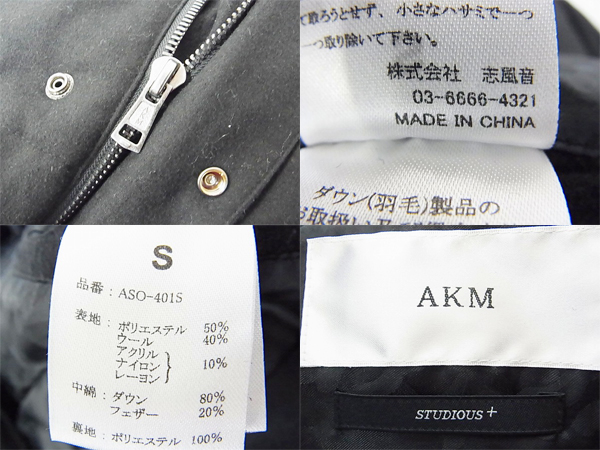 て取ろうとせず、小さなハサミで一つ
一つ取り除いて下さい。
株式会社 志風音
03-6666-4321
MADE IN CHINA
ダウン(羽毛)製品の
S
品番:ASO-401S
表地:ポリエステル 50%
ウール 40%
アクリル
ナイロン 10%
レーヨン
中綿:ダウン 80%
フェザー 20%
裏地:ポリエステル 100%
AKM
STUDIOUS+